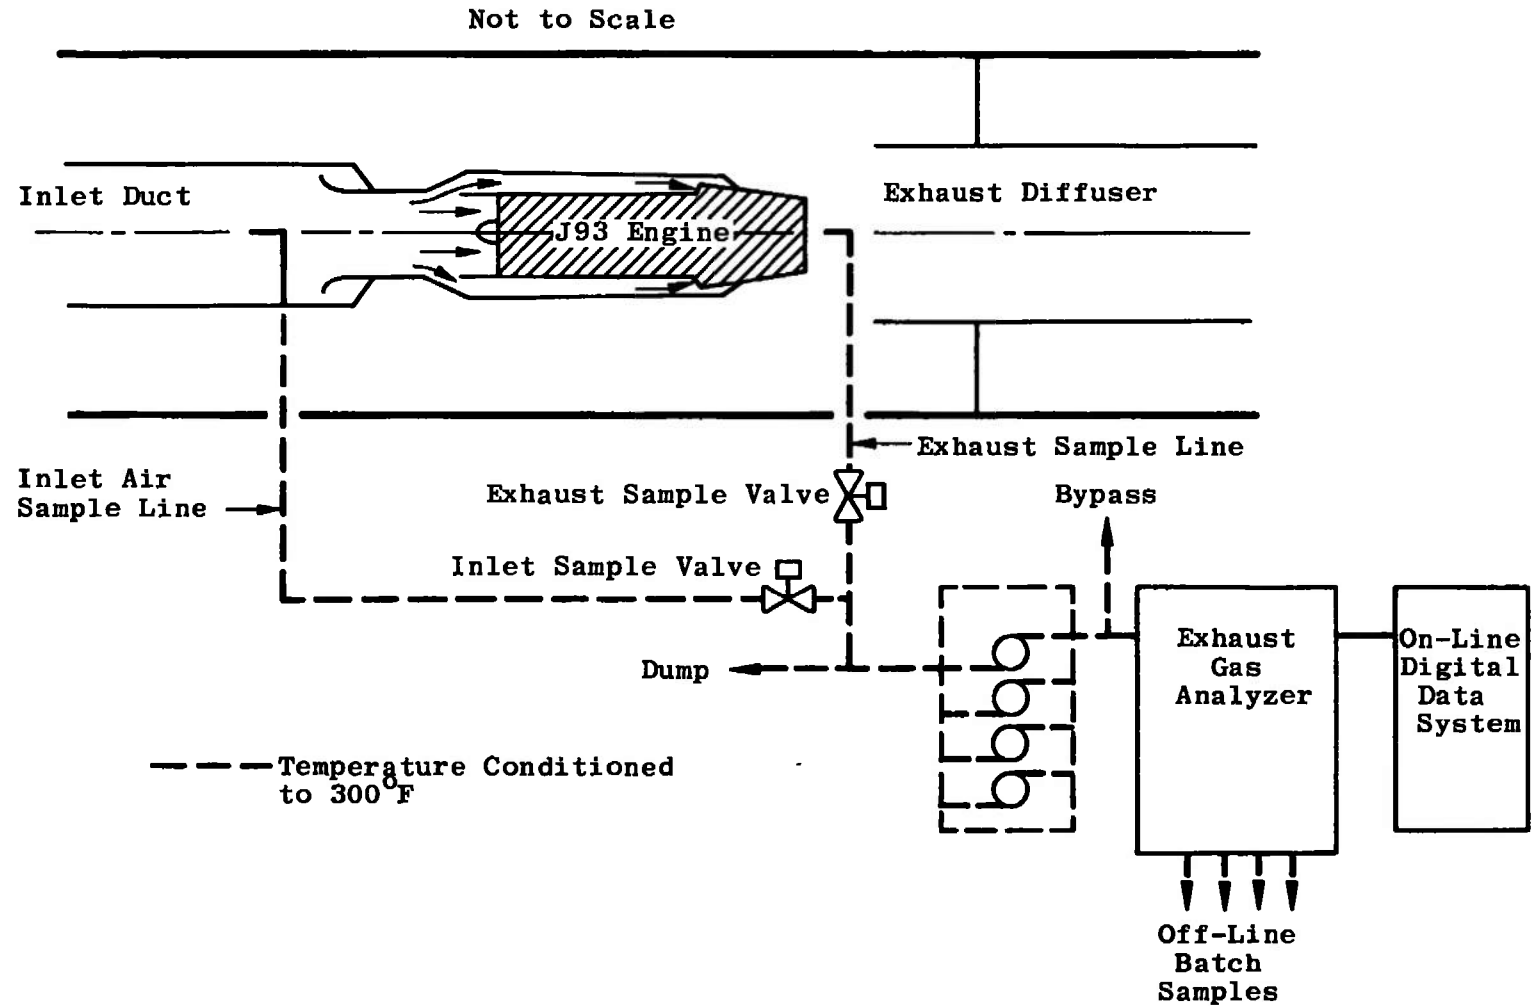 Not to Scale
Inlet Duct
J93 Engine
Exhaust Diffuser
Exhaust Sample Line
Inlet Air
Sample Line
Exhaust Sample Valve
Bypass
Inlet Sample Valve
Dump
Exhaust
Gas
Analyzer
On-Line
Digital
Data
System
Temperature Conditioned
to 300°F
Off-Line
Batch
Samples